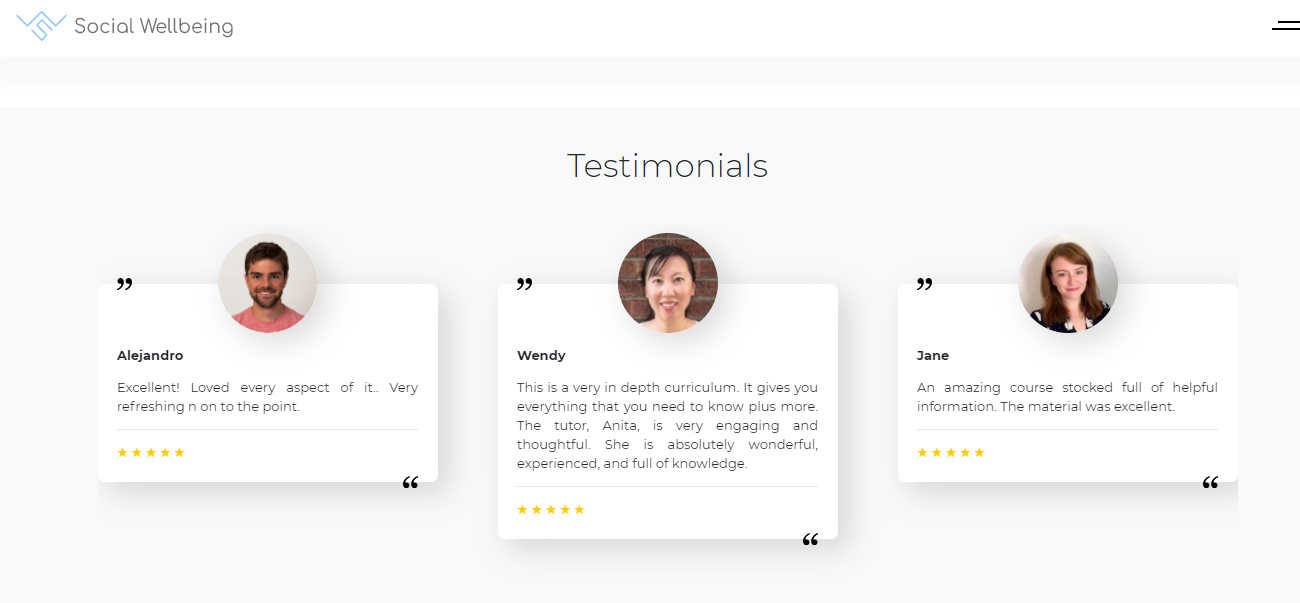 Social Wellbeing
Testimonials
”
Alejandro
Excellent! Loved every aspect of it.. Very
refreshing n on to the point.
★★★★★
“
”
Wendy
This is a very in depth curriculum. It gives you
everything that you need to know plus more.
The tutor, Anita, is very engaging and
thoughtful. She is absolutely wonderful,
experienced, and full of knowledge.
★★★★★
“
”
Jane
An amazing course stocked full of helpful
information. The material was excellent.
★★★★★
“